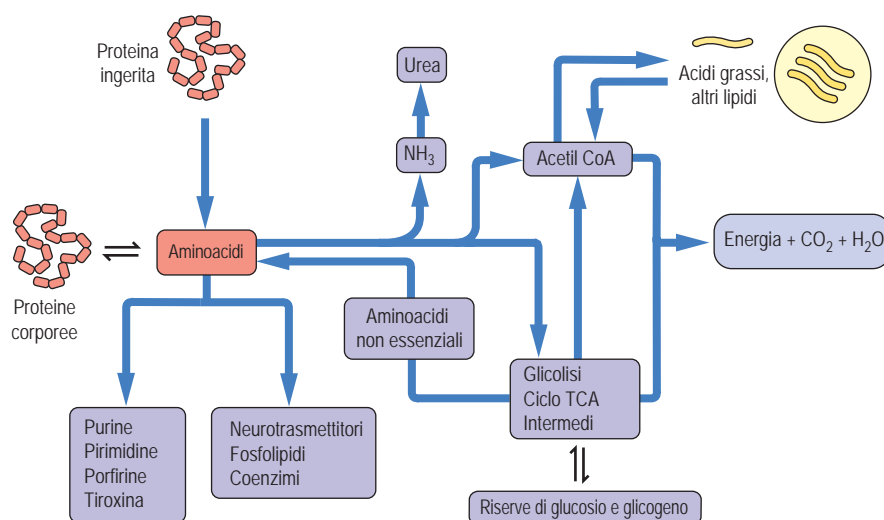 Proteina
ingerita
Urea
Acidi grassi,
altri lipidi
NH3
Acetil CoA
Aminoacidi
Energia + CO2 + H2O
Proteine
corporee
Aminoacidi
non essenziali
Glicolisi
Ciclo TCA
Intermedi
Purine
Pirimidine
Porfirine
Tiroxina
Neurotrasmettitori
Fosfolipidi
Coenzimi
Riserve di glucosio e glicogeno